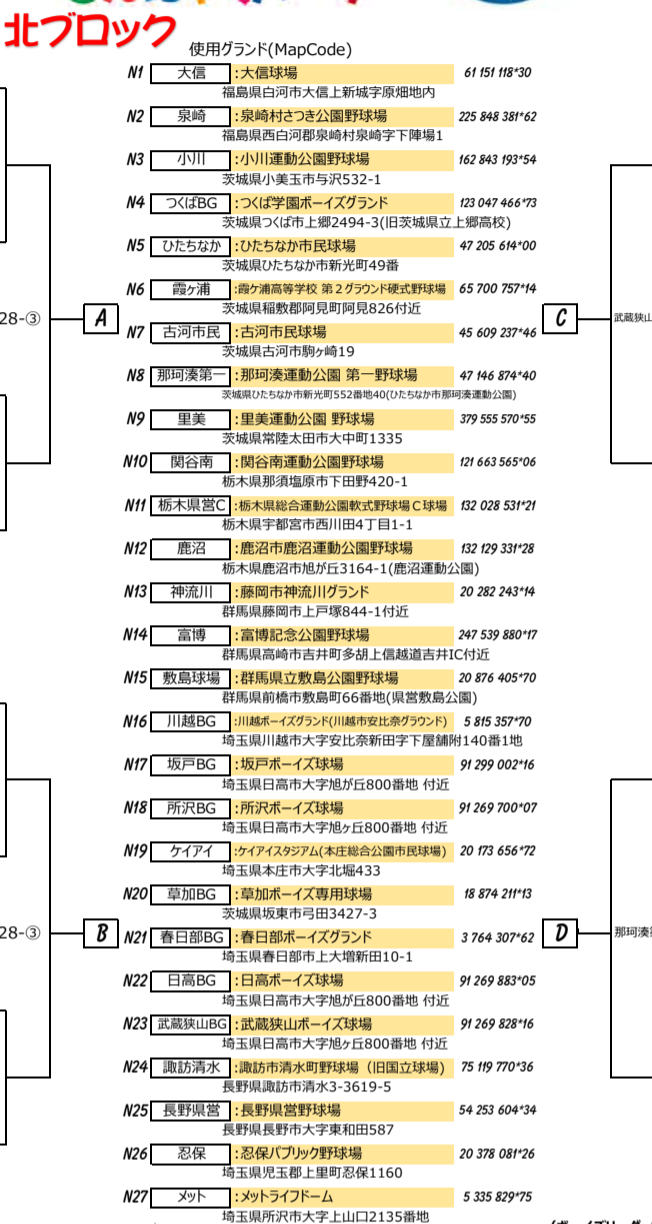 北ブロック
使用グランド(MapCode)
N1 大信 :大信球場 61 151 118*30
福島県白河市大信上新城字原畑地内
N2 泉崎 :泉崎村さつき公園野球場 225 848 381*62
福島県西白河郡泉崎村泉崎字下陣場1
N3 小川 :小川運動公園野球場 162 843 193*54
茨城県小美玉市与沢532-1
N4 つくばBG :つくば学園ボーイズグランド 123 047 466*73
茨城県つくば市上郷2494-3(旧茨城県立上郷高校)
N5 ひたちなか :ひたちなか市民球場 47 205 614*00
茨城県ひたちなか市新光町49番
N6 霞ヶ浦 :霞ケ浦高等学校 第２グラウンド硬式野球場 65 700 757*14
茨城県稲敷郡阿見町阿見826付近
28-③ A C 武蔵狭山
N7 古河市民 :古河市民球場 45 609 237*46
茨城県古河市駒ヶ崎19
N8 那珂湊第一 :那珂湊運動公園 第一野球場 47 146 874*40
茨城県ひたちなか市新光町552番地40(ひたちなか市那珂湊運動公園)
N9 里美 :里美運動公園 野球場 379 555 570*55
茨城県常陸太田市大中町1335
N10 関谷南 :関谷南運動公園野球場 121 663 565*06
栃木県那須塩原市下田野420-1
N11 栃木県営C :栃木県総合運動公園軟式野球場Ｃ球場 132 028 531*21
栃木県宇都宮市西川田4丁目1-1
N12 鹿沼 :鹿沼市鹿沼運動公園野球場 132 129 331*28
栃木県鹿沼市旭が丘3164-1(鹿沼運動公園)
N13 神流川 :藤岡市神流川グランド 20 282 243*14
群馬県藤岡市上戸塚844-1付近
N14 富博 :富博記念公園野球場 247 539 880*17
群馬県高崎市吉井町多胡上信越道吉井IC付近
N15 敷島球場 :群馬県立敷島公園野球場 20 876 405*70
群馬県前橋市敷島町66番地(県営敷島公園)
N16 川越BG :川越ボーイズグランド(川越市安比奈グラウンド) 5 815 357*70
埼玉県川越市大字安比奈新田字下屋舗附140番1地
N17 坂戸BG :坂戸ボーイズ球場 91 299 002*16
埼玉県日高市大字旭が丘800番地 付近
N18 所沢BG :所沢ボーイズ球場 91 269 700*07
埼玉県日高市大字旭ヶ丘800番地 付近
N19 ケイアイ :ケイアイスタジアム(本庄総合公園市民球場) 20 173 656*72
埼玉県本庄市大字北堀433
N20 草加BG :草加ボーイズ専用球場 18 874 211*13
茨城県坂東市弓田3427-3
28-③ B N21 春日部BG :春日部ボーイズグランド 3 764 307*62 D 那珂湊
埼玉県春日部市上大増新田10-1
N22 日高BG :日高ボーイズ球場 91 269 883*05
埼玉県日高市大字旭が丘800番地 付近
N23 武蔵狭山BG :武蔵狭山ボーイズ球場 91 269 828*16
埼玉県日高市大字旭ヶ丘800番地 付近
N24 諏訪清水 :諏訪市清水町野球場（旧国立球場) 75 119 770*36
長野県諏訪市清水3-3619-5
N25 長野県営 :長野県営野球場 54 253 604*34
長野県長野市大字東和田587
N26 忍保 :忍保パブリック野球場 20 378 081*26
埼玉県児玉郡上里町忍保1160
N27 メット :メットライフドーム 5 335 829*75
埼玉県所沢市大字上山口2135番地